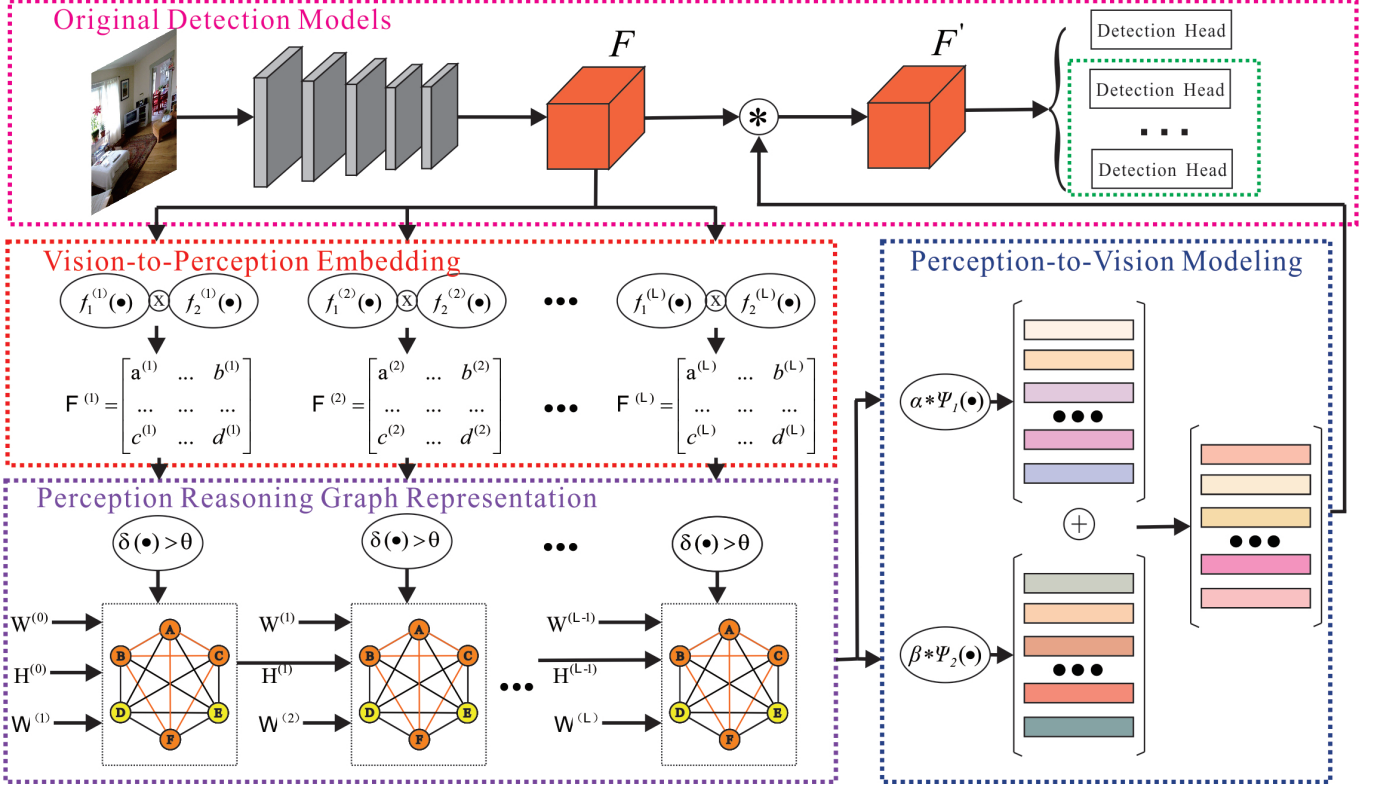 Original Detection Models
F
F'
Detection Head
Detection Head
...
Detection Head
*
Vision-to-Perception Embedding
f₁⁽¹⁾(•) x f₂⁽¹⁾(•) f₁⁽²⁾(•) x f₂⁽²⁾(•) ... f₁⁽ᴸ⁾(•) x f₂⁽ᴸ⁾(•)
F⁽¹⁾ = [a⁽¹⁾ ... b⁽¹⁾
... ... ...
c⁽¹⁾ ... d⁽¹⁾]
F⁽²⁾ = [a⁽²⁾ ... b⁽²⁾
... ... ...
c⁽²⁾ ... d⁽²⁾]
...
F⁽ᴸ⁾ = [a⁽ᴸ⁾ ... b⁽ᴸ⁾
... ... ...
c⁽ᴸ⁾ ... d⁽ᴸ⁾]
Perception Reasoning Graph Representation
δ(•)>θ δ(•)>θ ... δ(•)>θ
W⁽⁰⁾
H⁽⁰⁾
W⁽¹⁾
A
B C
D E
F
W⁽¹⁾
H⁽¹⁾
W⁽²⁾
A
B C
D E
F
...
W⁽ᴸ⁻¹⁾
H⁽ᴸ⁻¹⁾
W⁽ᴸ⁾
A
B C
D E
F
Perception-to-Vision Modeling
α*Ψ₁(•)
...
+
β*Ψ₂(•)
...
...